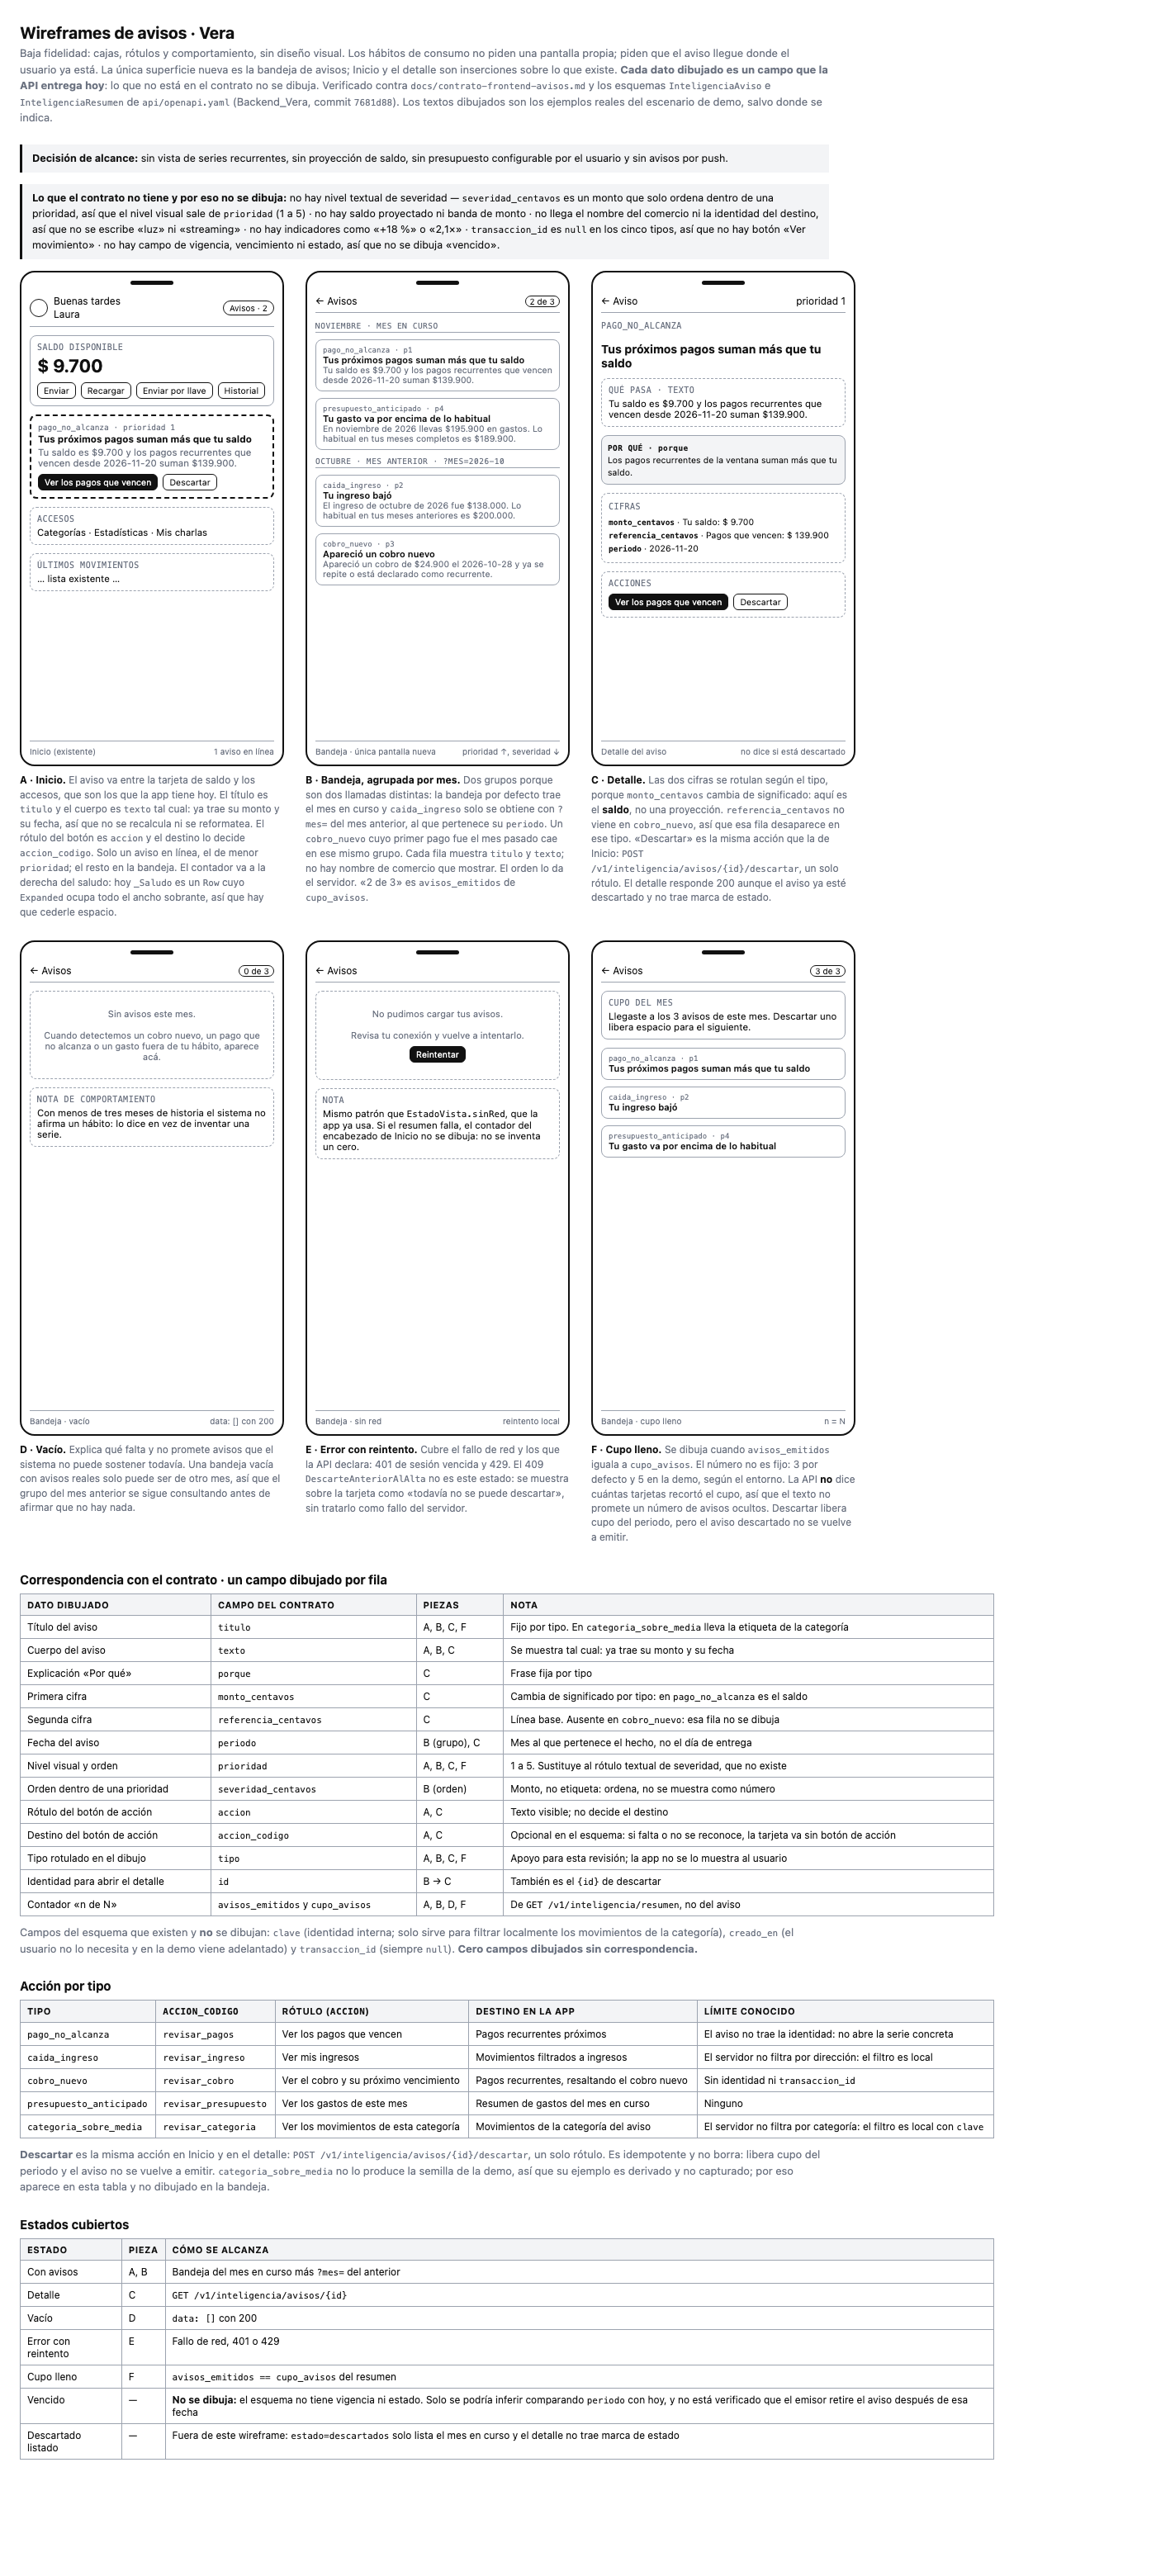 Wireframes de avisos · Vera
Baja fidelidad: cajas, rótulos y comportamiento, sin diseño visual. Los hábitos de consumo no piden una pantalla propia; piden que el aviso llegue donde el
usuario ya está. La única superficie nueva es la bandeja de avisos; Inicio y el detalle son inserciones sobre lo que existe. Cada dato dibujado es un campo que la
API entrega hoy: lo que no está en el contrato no se dibuja. Verificado contra docs/contrato-frontend-avisos.md y los esquemas InteligenciaAviso e
InteligenciaResumen de api/openapi.yaml (Backend_Vera, commit 7681d88). Los textos dibujados son los ejemplos reales del escenario de demo, salvo donde se
indica.
Decisión de alcance: sin vista de series recurrentes, sin proyección de saldo, sin presupuesto configurable por el usuario y sin avisos por push.
Lo que el contrato no tiene y por eso no se dibuja: no hay nivel textual de severidad — severidad_centavos es un monto que solo ordena dentro de una
prioridad, así que el nivel visual sale de prioridad (1 a 5) · no hay saldo proyectado ni banda de monto · no llega el nombre del comercio ni la identidad del destino,
así que no se escribe «luz» ni «streaming» · no hay indicadores como «+18 %» o «2,1×» · transaccion_id es null en los cinco tipos, así que no hay botón «Ver
movimiento» · no hay campo de vigencia, vencimiento ni estado, así que no se dibuja «vencido».
Buenas tardes
Laura
Avisos · 2
SALDO DISPONIBLE
$ 9.700
Enviar
Recargar
Enviar por llave
Historial
pago_no_alcanza · prioridad 1
Tus próximos pagos suman más que tu saldo
Tu saldo es $9.700 y los pagos recurrentes que
vencen desde 2026-11-20 suman $139.900.
Ver los pagos que vencen
Descartar
ACCESOS
Categorías · Estadísticas · Mis charlas
ÚLTIMOS MOVIMIENTOS
… lista existente …
Inicio (existente)
1 aviso en línea
← Avisos
2 de 3
NOVIEMBRE · MES EN CURSO
pago_no_alcanza · p1
Tus próximos pagos suman más que tu saldo
Tu saldo es $9.700 y los pagos recurrentes que vencen
desde 2026-11-20 suman $139.900.
presupuesto_anticipado · p4
Tu gasto va por encima de lo habitual
En noviembre de 2026 llevas $195.900 en gastos. Lo
habitual en tus meses completos es $189.900.
OCTUBRE · MES ANTERIOR · ?MES=2026-10
caida_ingreso · p2
Tu ingreso bajó
El ingreso de octubre de 2026 fue $138.000. Lo
habitual en tus meses anteriores es $200.000.
cobro_nuevo · p3
Apareció un cobro nuevo
Apareció un cobro de $24.900 el 2026-10-28 y ya se
repite o está declarado como recurrente.
Bandeja · única pantalla nueva
prioridad ↑, severidad ↓
← Aviso
prioridad 1
PAGO_NO_ALCANZA
Tus próximos pagos suman más que tu
saldo
QUÉ PASA · TEXTO
Tu saldo es $9.700 y los pagos recurrentes que
vencen desde 2026-11-20 suman $139.900.
POR QUÉ · porque
Los pagos recurrentes de la ventana suman más que tu
saldo.
CIFRAS
monto_centavos · Tu saldo: $ 9.700
referencia_centavos · Pagos que vencen: $ 139.900
periodo · 2026-11-20
ACCIONES
Ver los pagos que vencen
Descartar
Detalle del aviso
no dice si está descartado
A · Inicio. El aviso va entre la tarjeta de saldo y los
accesos, que son los que la app tiene hoy. El título es
titulo y el cuerpo es texto tal cual: ya trae su monto y
su fecha, así que no se recalcula ni se reformatea. El
rótulo del botón es accion y el destino lo decide
accion_codigo. Solo un aviso en línea, el de menor
prioridad; el resto en la bandeja. El contador va a la
derecha del saludo: hoy _Saludo es un Row cuyo
Expanded ocupa todo el ancho sobrante, así que hay
que cederle espacio.
B · Bandeja, agrupada por mes. Dos grupos porque
son dos llamadas distintas: la bandeja por defecto trae
el mes en curso y caida_ingreso solo se obtiene con ?
mes= del mes anterior, al que pertenece su periodo. Un
cobro_nuevo cuyo primer pago fue el mes pasado cae
en ese mismo grupo. Cada fila muestra titulo y texto;
no hay nombre de comercio que mostrar. El orden lo da
el servidor. «2 de 3» es avisos_emitidos de
cupo_avisos.
C · Detalle. Las dos cifras se rotulan según el tipo,
porque monto_centavos cambia de significado: aquí es
el saldo, no una proyección. referencia_centavos no
viene en cobro_nuevo, así que esa fila desaparece en
ese tipo. «Descartar» es la misma acción que la de
Inicio: POST
/v1/inteligencia/avisos/{id}/descartar, un solo
rótulo. El detalle responde 200 aunque el aviso ya esté
descartado y no trae marca de estado.
← Avisos
0 de 3
Sin avisos este mes.
Cuando detectemos un cobro nuevo, un pago que
no alcanza o un gasto fuera de tu hábito, aparece
acá.
NOTA DE COMPORTAMIENTO
Con menos de tres meses de historia el sistema no
afirma un hábito: lo dice en vez de inventar una
serie.
Bandeja · vacío
data: [] con 200
← Avisos
No pudimos cargar tus avisos.
Revisa tu conexión y vuelve a intentarlo.
Reintentar
NOTA
Mismo patrón que EstadoVista.sinRed, que la
app ya usa. Si el resumen falla, el contador del
encabezado de Inicio no se dibuja: no se inventa
un cero.
Bandeja · sin red
reintento local
← Avisos
3 de 3
CUPO DEL MES
Llegaste a los 3 avisos de este mes. Descartar uno
libera espacio para el siguiente.
pago_no_alcanza · p1
Tus próximos pagos suman más que tu saldo
caida_ingreso · p2
Tu ingreso bajó
presupuesto_anticipado · p4
Tu gasto va por encima de lo habitual
Bandeja · cupo lleno
n = N
D · Vacío. Explica qué falta y no promete avisos que el
sistema no puede sostener todavía. Una bandeja vacía
con avisos reales solo puede ser de otro mes, así que el
grupo del mes anterior se sigue consultando antes de
afirmar que no hay nada.
E · Error con reintento. Cubre el fallo de red y los que
la API declara: 401 de sesión vencida y 429. El 409
DescarteAnteriorAlAlta no es este estado: se muestra
sobre la tarjeta como «todavía no se puede descartar»,
sin tratarlo como fallo del servidor.
F · Cupo lleno. Se dibuja cuando avisos_emitidos
iguala a cupo_avisos. El número no es fijo: 3 por
defecto y 5 en la demo, según el entorno. La API no dice
cuántas tarjetas recortó el cupo, así que el texto no
promete un número de avisos ocultos. Descartar libera
cupo del periodo, pero el aviso descartado no se vuelve
a emitir.
Correspondencia con el contrato · un campo dibujado por fila
DATO DIBUJADO CAMPO DEL CONTRATO PIEZAS NOTA
Título del aviso titulo A, B, C, F Fijo por tipo. En categoria_sobre_media lleva la etiqueta de la categoría
Cuerpo del aviso texto A, B, C Se muestra tal cual: ya trae su monto y su fecha
Explicación «Por qué» porque C Frase fija por tipo
Primera cifra monto_centavos C Cambia de significado por tipo: en pago_no_alcanza es el saldo
Segunda cifra referencia_centavos C Línea base. Ausente en cobro_nuevo: esa fila no se dibuja
Fecha del aviso periodo B (grupo), C Mes al que pertenece el hecho, no el día de entrega
Nivel visual y orden prioridad A, B, C, F 1 a 5. Sustituye al rótulo textual de severidad, que no existe
Orden dentro de una prioridad severidad_centavos B (orden) Monto, no etiqueta: ordena, no se muestra como número
Rótulo del botón de acción accion A, C Texto visible; no decide el destino
Destino del botón de acción accion_codigo A, C Opcional en el esquema: si falta o no se reconoce, la tarjeta va sin botón de acción
Tipo rotulado en el dibujo tipo A, B, C, F Apoyo para esta revisión; la app no se lo muestra al usuario
Identidad para abrir el detalle id B → C También es el {id} de descartar
Contador «n de N» avisos_emitidos y cupo_avisos A, B, D, F De GET /v1/inteligencia/resumen, no del aviso
Campos del esquema que existen y no se dibujan: clave (identidad interna; solo sirve para filtrar localmente los movimientos de la categoría), creado_en (el
usuario no lo necesita y en la demo viene adelantado) y transaccion_id (siempre null). Cero campos dibujados sin correspondencia.
Acción por tipo
TIPO ACCION_CODIGO RÓTULO (ACCION) DESTINO EN LA APP LÍMITE CONOCIDO
pago_no_alcanza revisar_pagos Ver los pagos que vencen Pagos recurrentes próximos El aviso no trae la identidad: no abre la serie concreta
caida_ingreso revisar_ingreso Ver mis ingresos Movimientos filtrados a ingresos El servidor no filtra por dirección: el filtro es local
cobro_nuevo revisar_cobro Ver el cobro y su próximo vencimiento Pagos recurrentes, resaltando el cobro nuevo Sin identidad ni transaccion_id
presupuesto_anticipado revisar_presupuesto Ver los gastos de este mes Resumen de gastos del mes en curso Ninguno
categoria_sobre_media revisar_categoria Ver los movimientos de esta categoría Movimientos de la categoría del aviso El servidor no filtra por categoría: el filtro es local con clave
Descartar es la misma acción en Inicio y en el detalle: POST /v1/inteligencia/avisos/{id}/descartar, un solo rótulo. Es idempotente y no borra: libera cupo del
periodo y el aviso no se vuelve a emitir. categoria_sobre_media no lo produce la semilla de la demo, así que su ejemplo es derivado y no capturado; por eso
aparece en esta tabla y no dibujado en la bandeja.
Estados cubiertos
ESTADO PIEZA CÓMO SE ALCANZA
Con avisos A, B Bandeja del mes en curso más ?mes= del anterior
Detalle C GET /v1/inteligencia/avisos/{id}
Vacío D data: [] con 200
Error con
reintento E Fallo de red, 401 o 429
Cupo lleno F avisos_emitidos == cupo_avisos del resumen
Vencido — No se dibuja: el esquema no tiene vigencia ni estado. Solo se podría inferir comparando periodo con hoy, y no está verificado que el emisor retire el aviso después de esa
fecha
Descartado
listado — Fuera de este wireframe: estado=descartados solo lista el mes en curso y el detalle no trae marca de estado